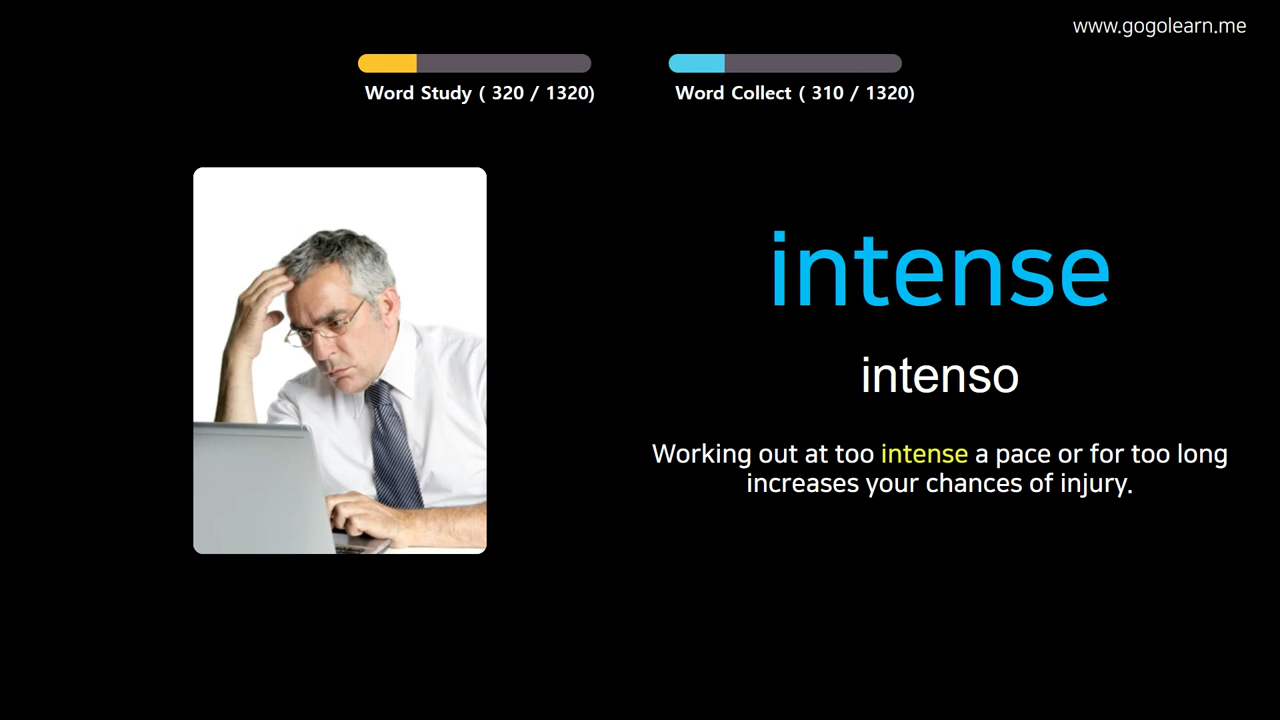 www.gogolearn.me
Word Study ( 320 / 1320)
Word Collect ( 310 / 1320)
intense
intenso
Working out at too intense a pace or for too long
increases your chances of injury.